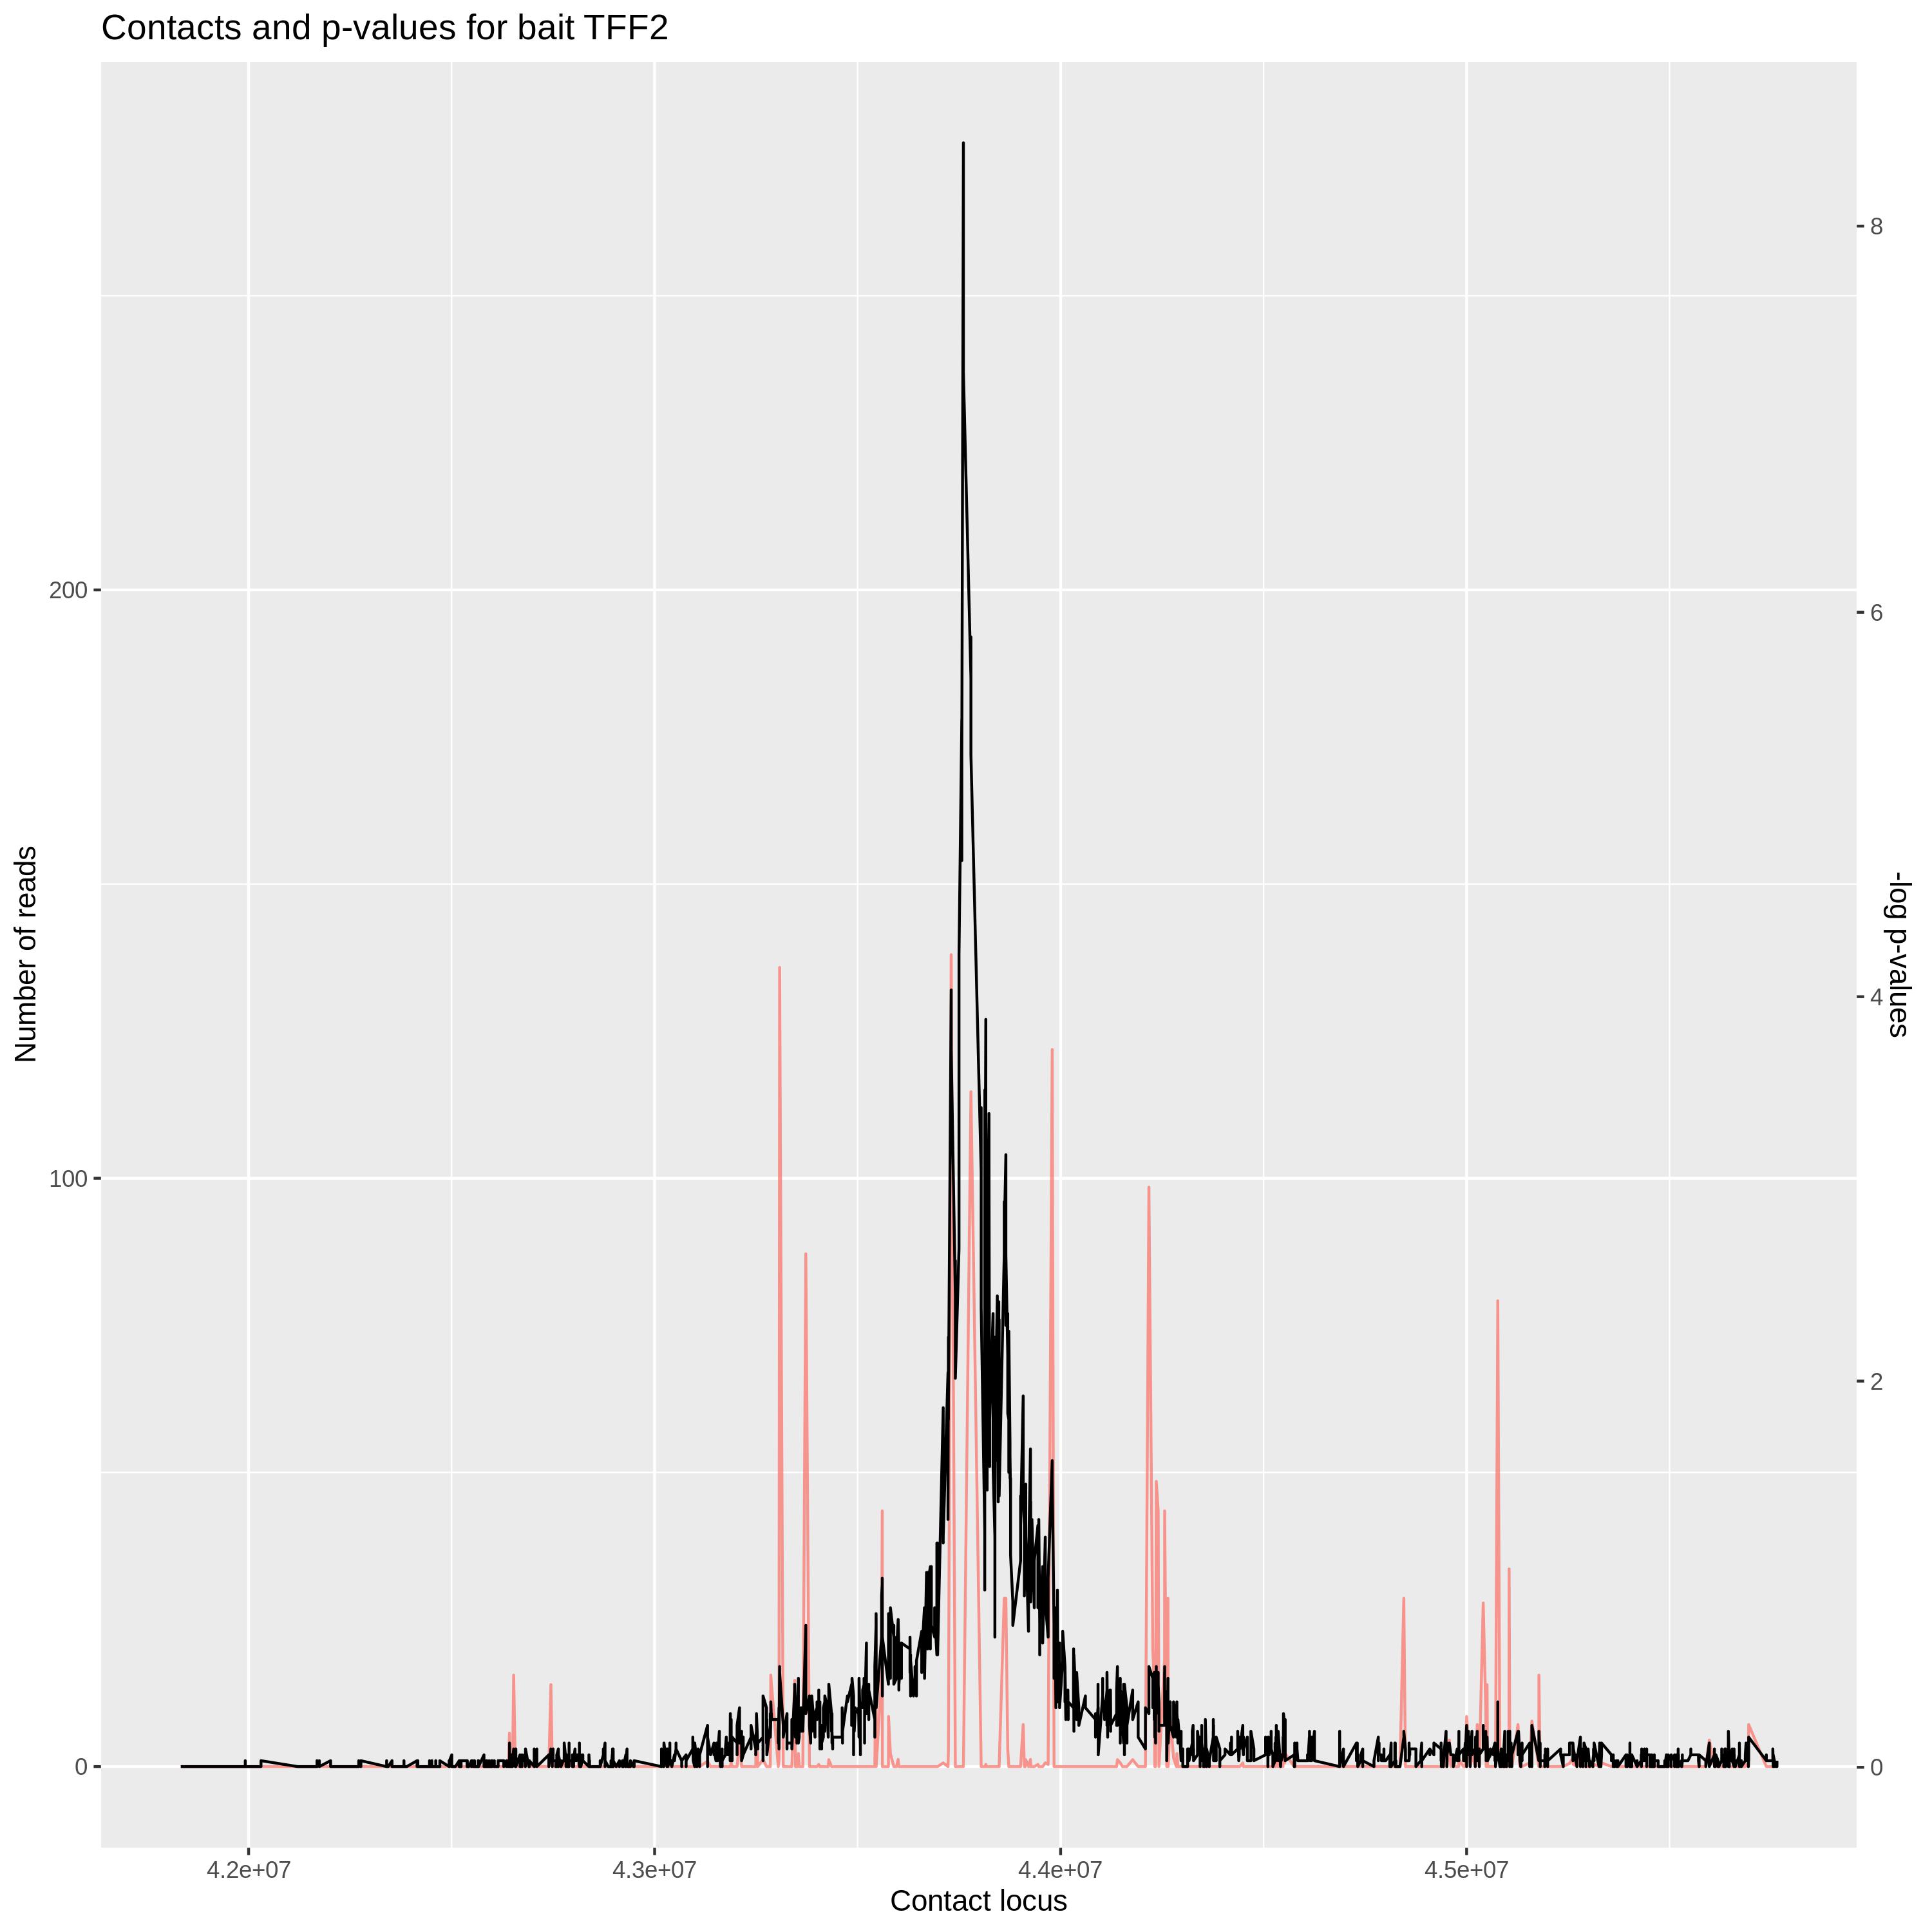 Contacts and p-values for bait TFF2
8
200
6
Number of reads
-log p-values
4
100
2
0
0
4.2e+07
4.3e+07
4.4e+07
4.5e+07
Contact locus